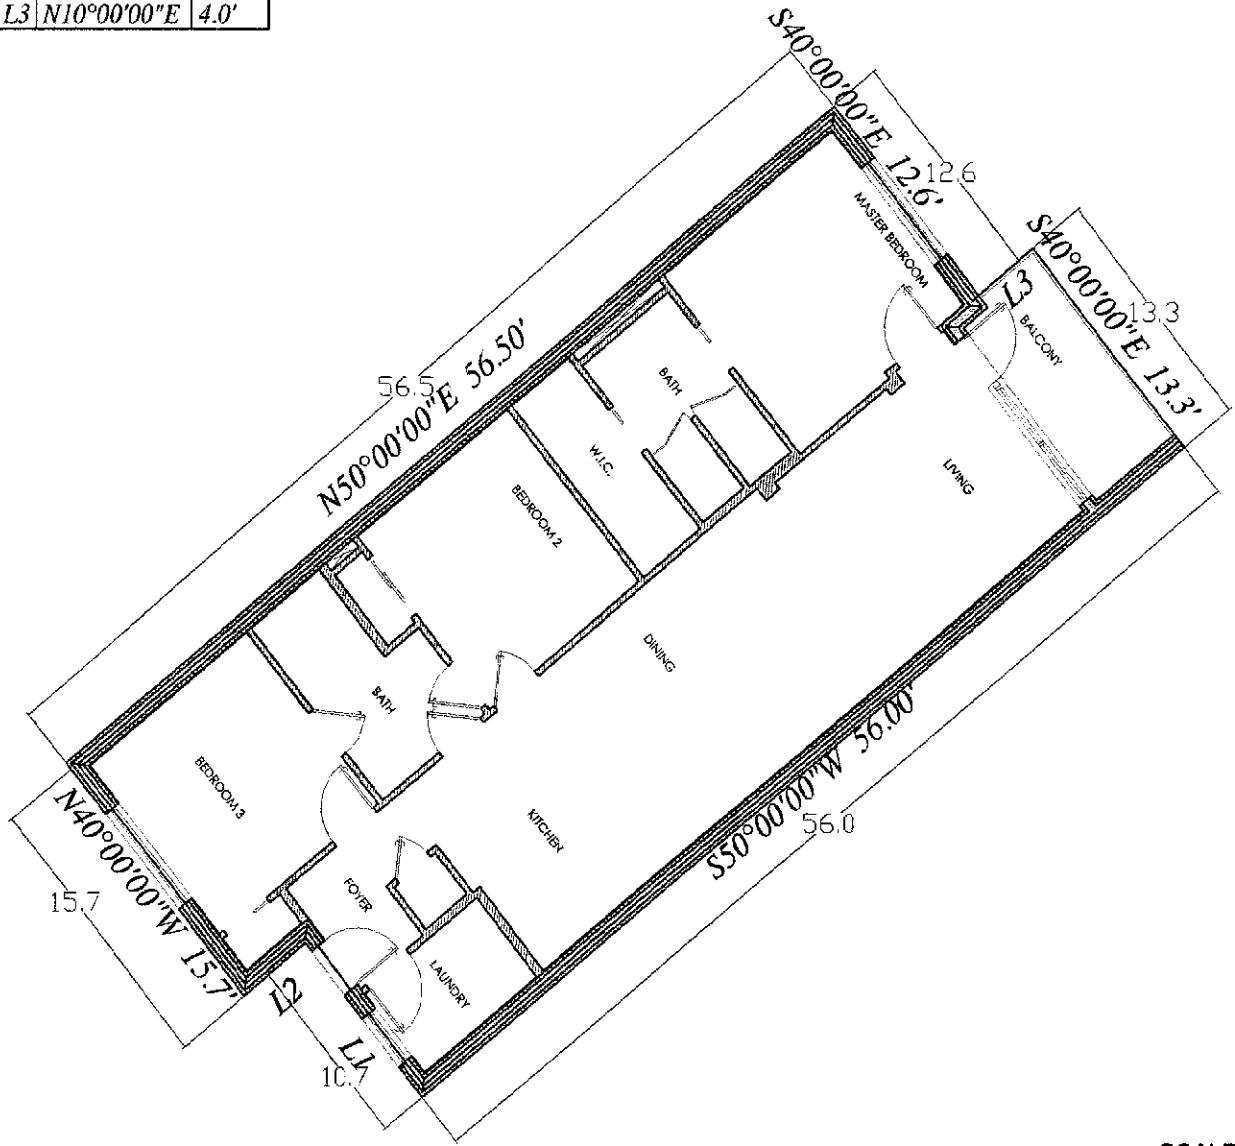 L3 N10°00'00"E 4.0'
S40°00'00"E 12.6'
12.6
MASTER BEDROOM
S40°00'00"E 13.3'
13.3
L3
BALCONY
56.5
N50°00'00"E 56.50'
BATH
W.I.C.
LIVING
BEDROOM 2
DINING
BATH
BEDROOM 3
S50°00'00"W 56.00'
56.0
KITCHEN
N40°00'00"W 15.7'
15.7
FOYER
LAUNDRY
L2
L1
10.7